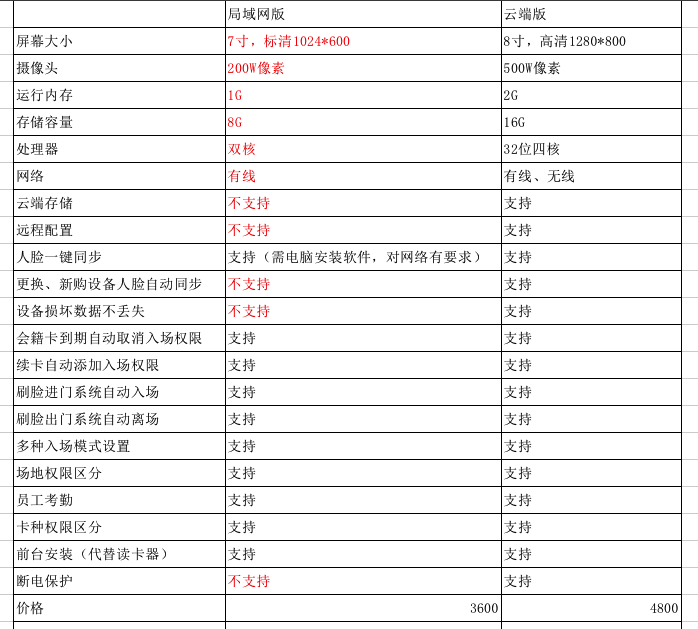 局域网版 云端版
屏幕大小 7寸，标清1024*600 8寸，高清1280*800
摄像头 200W像素 500W像素
运行内存 1G 2G
存储容量 8G 16G
处理器 双核 32位四核
网络 有线 有线、无线
云端存储 不支持 支持
远程配置 不支持 支持
人脸一键同步 支持（需电脑安装软件，对网络有要求） 支持
更换、新购设备人脸自动同步 不支持 支持
设备损坏数据不丢失 不支持 支持
会籍卡到期自动取消入场权限 支持 支持
续卡自动添加入场权限 支持 支持
刷脸进门系统自动入场 支持 支持
刷脸出门系统自动离场 支持 支持
多种入场模式设置 支持 支持
场地权限区分 支持 支持
员工考勤 支持 支持
卡种权限区分 支持 支持
前台安装（代替读卡器） 支持 支持
断电保护 不支持 支持
价格 3600 4800